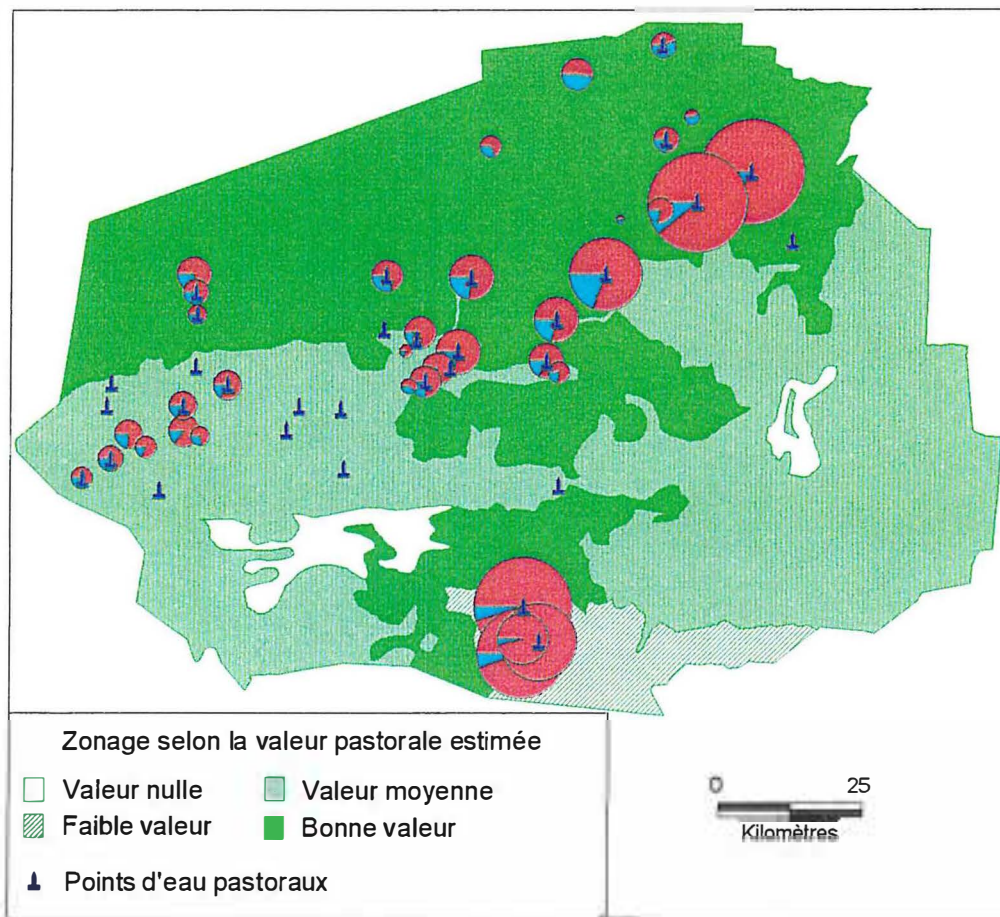 Zonage selon la valeur pastorale estimée
Valeur nulle
Valeur moyenne
Faible valeur
Bonne valeur
Points d'eau pastoraux
0 25
Kilomètres